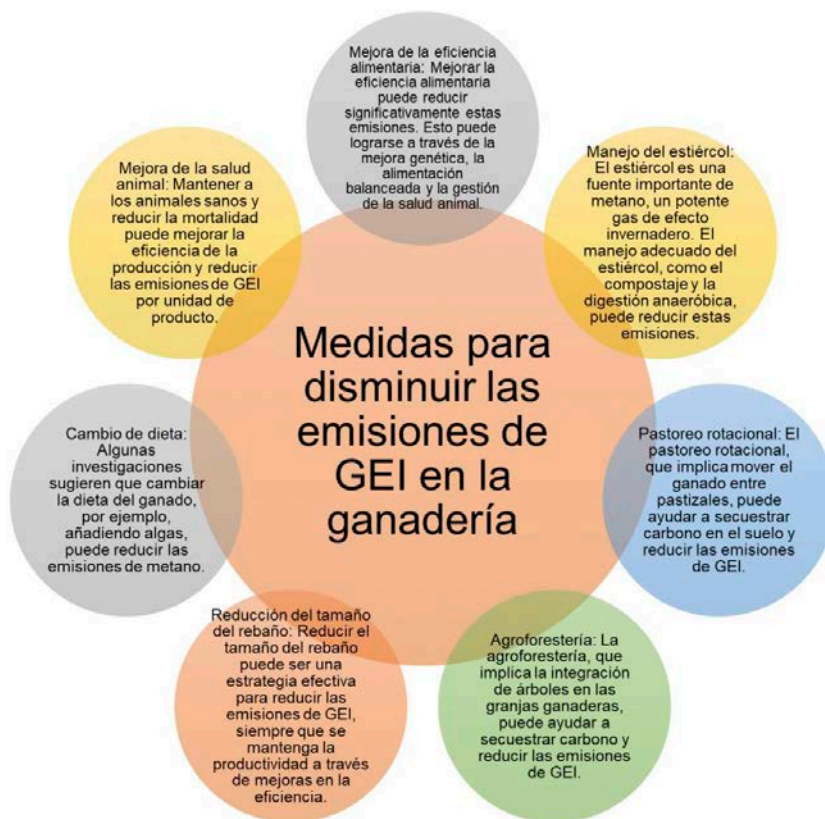 Mejora de la eficiencia
alimentaria: Mejorar la
eficiencia alimentaria
puede reducir
significativamente estas
emisiones. Esto puede
lograrse a través de la
mejora genética, la
alimentación
balanceada y la gestión
de la salud animal.
Manejo del estiércol:
El estiércol es una
fuente importante de
metano, un potente
gas de efecto
invernadero. El
manejo adecuado del
estiércol, como el
compostaje y la
digestión anaeróbica,
puede reducir estas
emisiones.
Pastoreo rotacional: El
pastoreo rotacional,
que implica mover el
ganado entre
pastizales, puede
ayudar a secuestrar
carbono en el suelo y
reducir las emisiones
de GEI.
Agroforestería: La
agroforestería, que
implica la integración
de árboles en las
granjas ganaderas,
puede ayudar a
secuestrar carbono y
reducir las emisiones
de GEI.
Reducción del tamaño
del rebaño: Reducir el
tamaño del rebaño
puede ser una
estrategia efectiva
para reducir las
emisiones de GEI,
siempre que se
mantenga la
productividad a través
de mejoras en la
eficiencia.
Cambio de dieta:
Algunas
investigaciones
sugieren que cambiar
la dieta del ganado,
por ejemplo,
añadiendo algas,
puede reducir las
emisiones de metano.
Mejora de la salud
animal: Mantener a
los animales sanos y
reducir la mortalidad
puede mejorar la
eficiencia de la
producción y reducir
las emisiones de GEI
por unidad de
producto.
Medidas para
disminuir las
emisiones de
GEI en la
ganadería